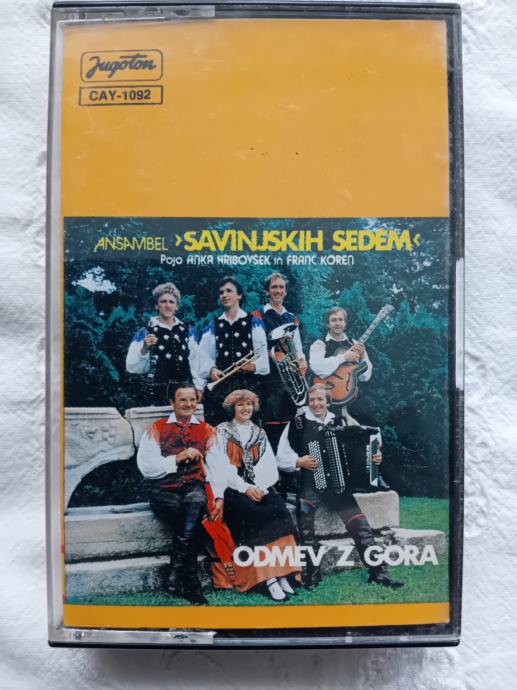 Jugoton
CAY-1092
ANSAMBEL ›SAVINJSKIH SEDEM‹
Pojo ANKA HRIBOVŠEK in FRANC KOREN
ODMEV Z GORA